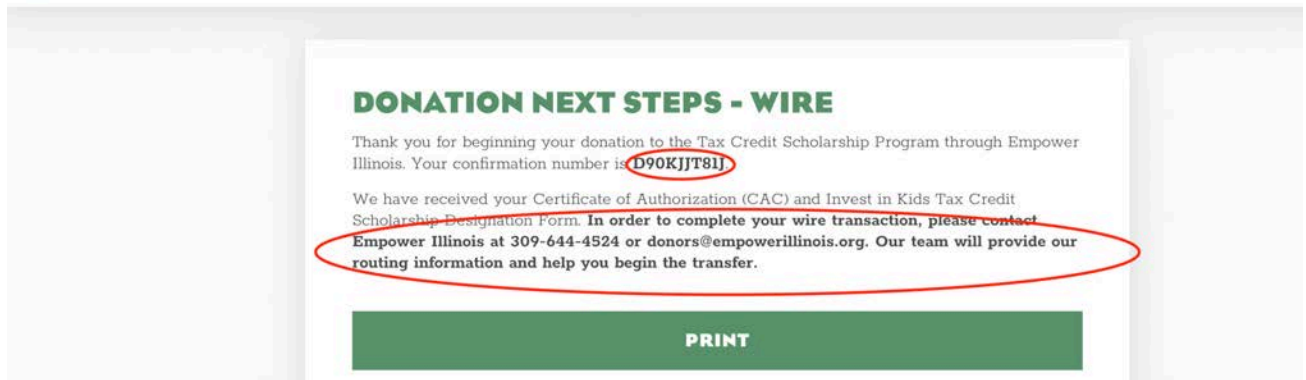 DONATION NEXT STEPS - WIRE
Thank you for beginning your donation to the Tax Credit Scholarship Program through Empower
Illinois. Your confirmation number is D90KJJT81J.
We have received your Certificate of Authorization (CAC) and Invest in Kids Tax Credit
Scholarship Designation Form. In order to complete your wire transaction, please contact
Empower Illinois at 309-644-4524 or donors@empowerillinois.org. Our team will provide our
routing information and help you begin the transfer.
PRINT